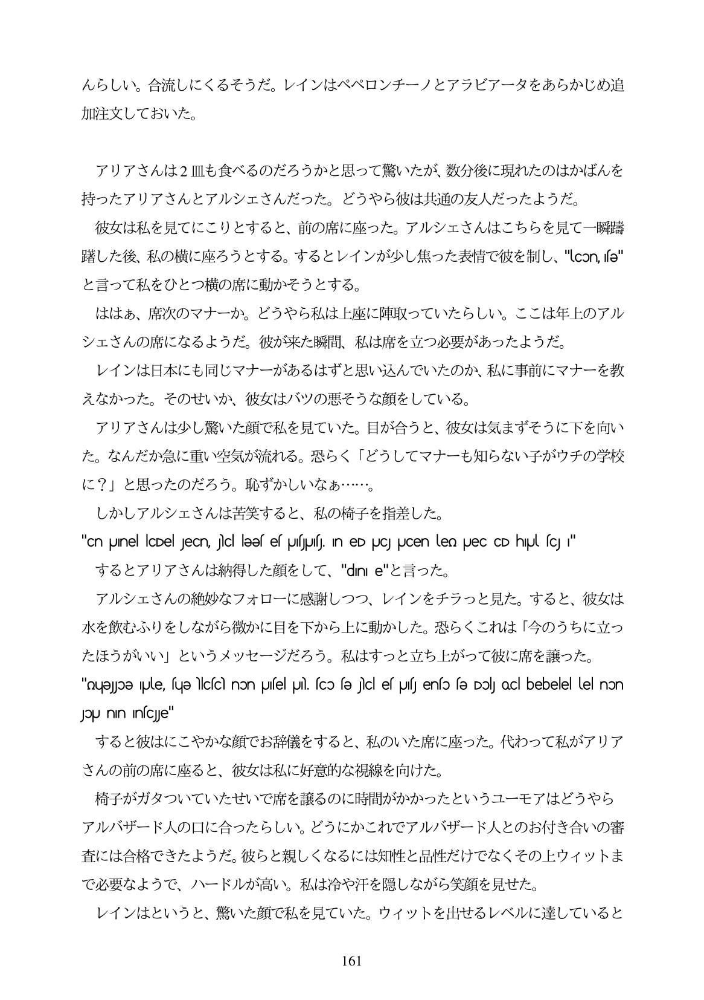 んらしい。合流しにくるそうだ。レインはペペロンチーノとアラビアータをあらかじめ追
加注文しておいた。
アリアさんは2皿も食べるのだろうかと思って驚いたが、数分後に現れたのはかばんを
持ったアリアさんとアルシェさんだった。どうやら彼は共通の友人だったようだ。
彼女は私を見てにこりとすると、前の席に座った。アルシェさんはこちらを見て一瞬躊
躇した後、私の横に座ろうとする。するとレインが少し焦った表情で彼を制し、
と言って私をひとつ横の席に動かそうとする。
ははぁ、席次のマナーか。どうやら私は上座に陣取っていたらしい。ここは年上のアル
シェさんの席になるようだ。彼が来た瞬間、私は席を立つ必要があったようだ。
レインは日本にも同じマナーがあるはずと思い込んでいたのか、私に事前にマナーを教
えなかった。そのせいか、彼女はバツの悪そうな顔をしている。
アリアさんは少し驚いた顔で私を見ていた。目が合うと、彼女は気まずそうに下を向い
た。なんだか急に重い空気が流れる。恐らく「どうしてマナーも知らない子がウチの学校
に？」と思ったのだろう。恥ずかしいなぁ……。
しかしアルシェさんは苦笑すると、私の椅子を指差した。
するとアリアさんは納得した顔をして、と言った。
アルシェさんの絶妙なフォローに感謝しつつ、レインをチラっと見た。すると、彼女は
水を飲むふりをしながら微かに目を下から上に動かした。恐らくこれは「今のうちに立っ
たほうがいい」というメッセージだろう。私はすっと立ち上がって彼に席を譲った。
すると彼はにこやかな顔でお辞儀をすると、私のいた席に座った。代わって私がアリア
さんの前の席に座ると、彼女は私に好意的な視線を向けた。
椅子がガタついていたせいで席を譲るのに時間がかかったというユーモアはどうやら
アルバザード人の口に合ったらしい。どうにかこれでアルバザード人とのお付き合いの審
査には合格できたようだ。彼らと親しくなるには知性と品性だけでなくその上ウィットま
で必要なようで、ハードルが高い。私は冷や汗を隠しながら笑顔を見せた。
レインはというと、驚いた顔で私を見ていた。ウィットを出せるレベルに達していると
161